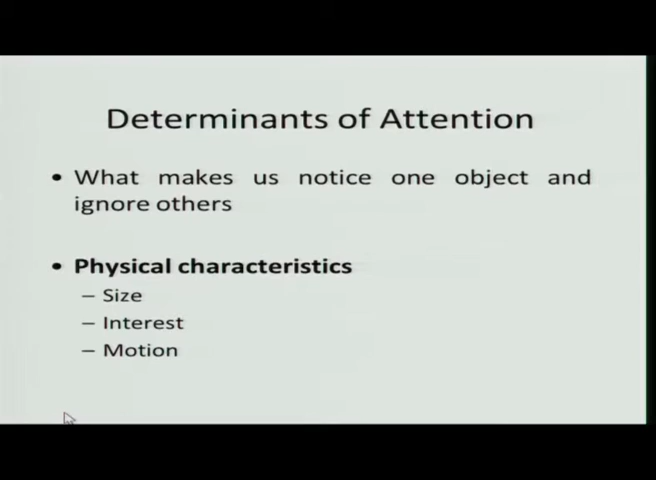 Determinants of Attention
• What makes us notice one object and
ignore others
• Physical characteristics
– Size
– Interest
– Motion